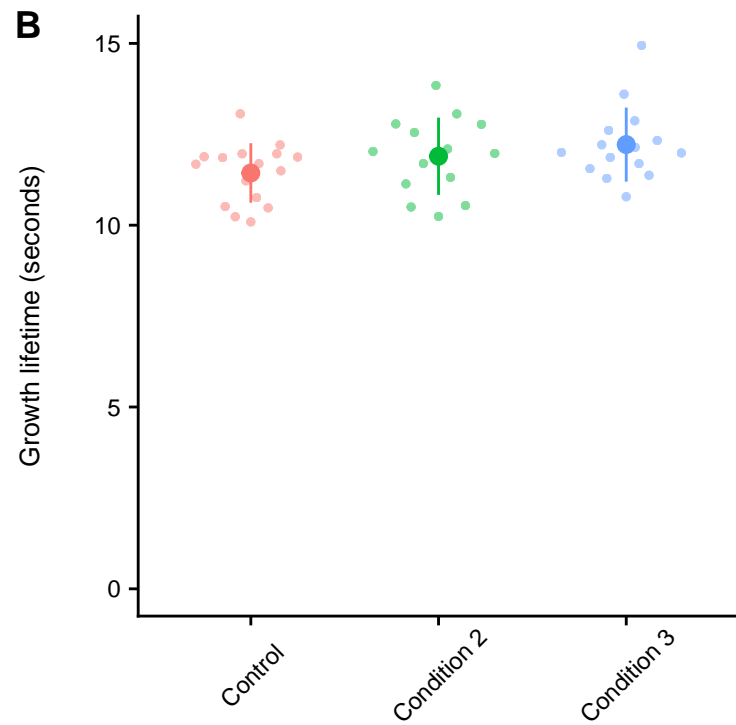 B
Growth lifetime (seconds)
15
10
5
0
Control
Condition 2
Condition 3